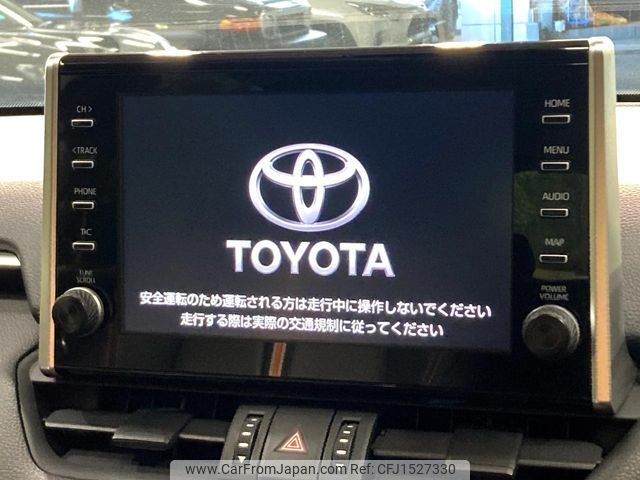 CH >
< TRACK
PHONE
T/C
TUNE
SCROLL
HOME
MENU
AUDIO
MAP
POWER
VOLUME
TOYOTA
安全運転のため運転される方は走行中に操作しないでください
走行する際は実際の交通規制に従ってください
www.CarFromJapan.com | Ref No: CFJ1527330